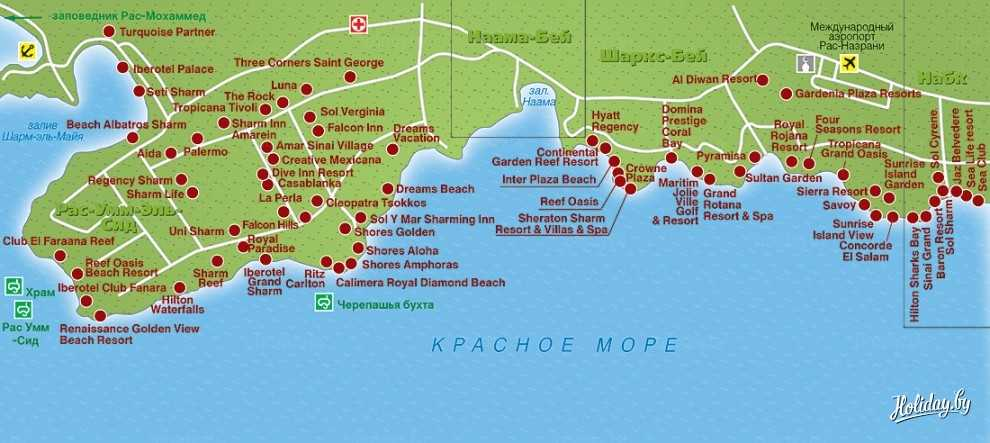 заповедник Рас-Мохаммед
Turquoise Partner
Наама-Бей
Шаркс-Бей
Международный
аэропорт
Рас-Назрани
Набк
Iberotel Palace
Three Corners Saint George
Seti Sharm
Luna
The Rock
Tropicana
Tivoli
Al Diwan Resort
Gardenia Plaza Resorts
зал.
Наама
залив
Шарм-эль-Майя
Beach Albatros Sharm
Sharm Inn
Amarein
Sol Verginia
Falcon Inn
Dreams
Vacation
Aida
Palermo
Amar Sinai Village
Creative Mexicana
Dive Inn Resort
Casablanka
Regency Sharm
Sharm Life
La Perla
Cleopatra Tsokkos
Dreams Beach
Рас-Умм-Эль-
Сид
Uni Sharm
Falcon Hills
Sol Y Mar Sharming Inn
Shores Golden
Club El Faraana Reef
Royal
Paradise
Shores Aloha
Shores Amphoras
Reef Oasis
Beach Resort
Sharm
Reef
Iberotel
Grand
Sharm
Ritz
Carlton
Calimera Royal Diamond Beach
Iberotel Club Fanara
Hilton
Waterfalls
Храм
Рас Умм
-Сид
Черепашья бухта
Renaissance Golden View
Beach Resort
Hyatt
Regency
Continental
Garden Reef Resort
Inter Plaza Beach
Reef Oasis
Sheraton Sharm
Resort & Villas & Spa
Crowne
Plaza
Domina
Prestige
Coral
Bay
Maritim
Jolie
Ville
Golf
& Resort
Pyramisa
Grand
Rotana
Resort & Spa
Royal
Rojana
Resort
Sultan Garden
Four
Seasons Resort
Tropicana
Grand Oasis
Sierra Resort
Savoy
Sunrise
Island
Garden
Sunrise
Island View
Concorde
El Salam
Hilton Sharks Bay
Sinai Grand
Baron Resort
Sol Sharm
Sol Cyrene
Jaz Belvedere
Sea Life resort
Sea Club
КРАСНОЕ МОРЕ
Holiday.by